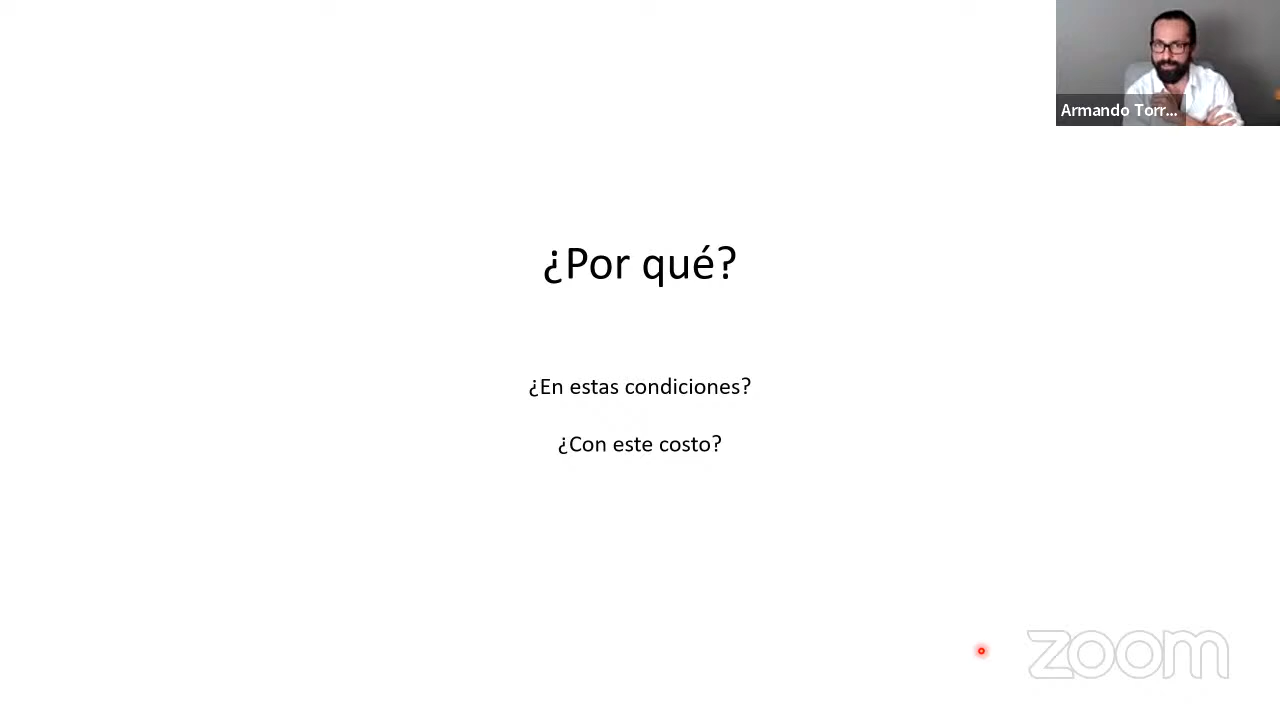 Armando Torr...
¿Por qué?
¿En estas condiciones?
¿Con este costo?
zoom